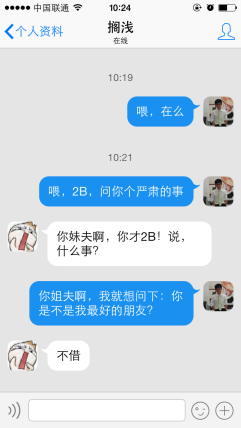 中国联通 10:24
个人资料 搁浅
在线
10:19
喂，在么
10:21
喂，2B，问你个严肃的事
你妹夫啊，你才2B！说，
什么事？
你姐夫啊，我就想问下：你
是不是我最好的朋友？
不借